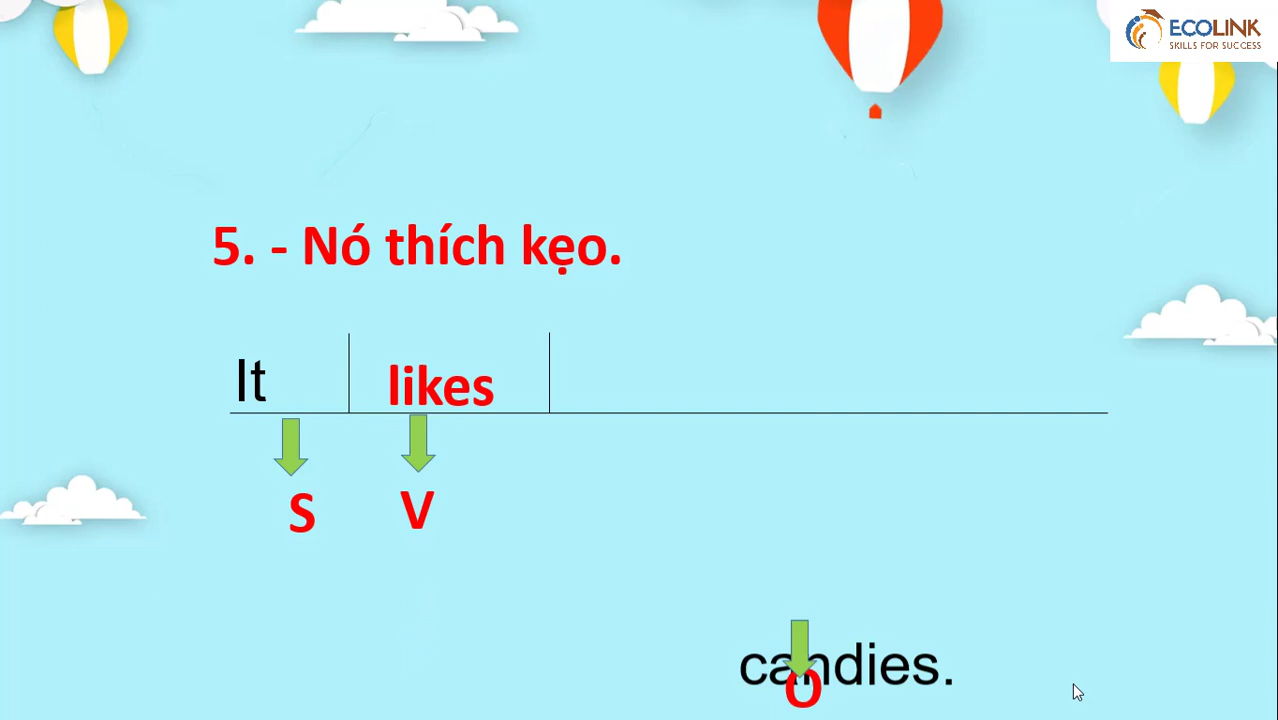 ECOLINK
SKILLS FOR SUCCESS
5. - Nó thích kẹo.
It likes
S V
candies.
O